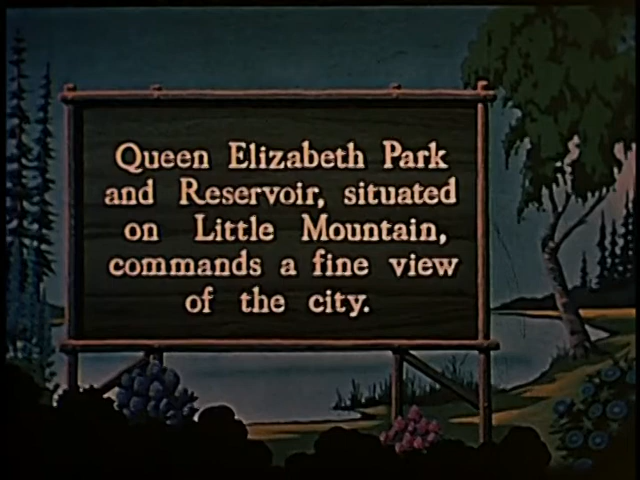 Queen Elizabeth Park
and Reservoir, situated
on Little Mountain,
commands a fine view
of the city.